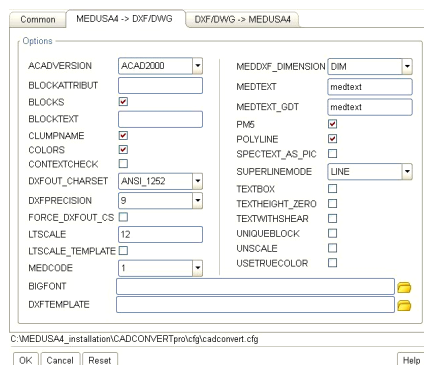 Common MEDUSA4 -> DXF/DWG DXF/DWG -> MEDUSA4
Options
ACADVERSION ACAD2000
BLOCKATTRIBUT
BLOCKS
BLOCKTEXT
CLUMPNAME
COLORS
CONTEXTCHECK
DXFOUT_CHARSET ANSI_1252
DXFPRECISION 9
FORCE_DXFOUT_CS
LTSCALE 12
LTSCALE_TEMPLATE
MEDCODE 1
MEDDXF_DIMENSION DIM
MEDTEXT medtext
MEDTEXT_GDT medtext
PM5
POLYLINE
SPECTEXT_AS_PIC
SUPERLINEMODE LINE
TEXTBOX
TEXTHEIGHT_ZERO
TEXTWITHSHEAR
UNIQUEBLOCK
UNSCALE
USETRUECOLOR
BIGFONT
DXFTEMPLATE
C:\MEDUSA4_installation\CADCONVERTpro\cfg\cadconvert.cfg
OK Cancel Reset Help